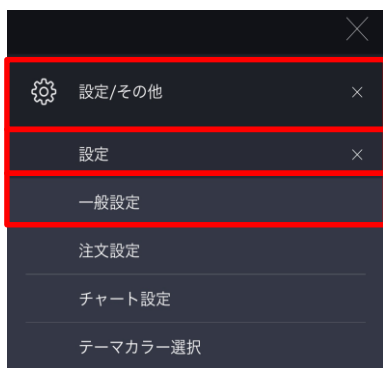 設定/その他
設定
一般設定
注文設定
チャート設定
テーマカラー選択